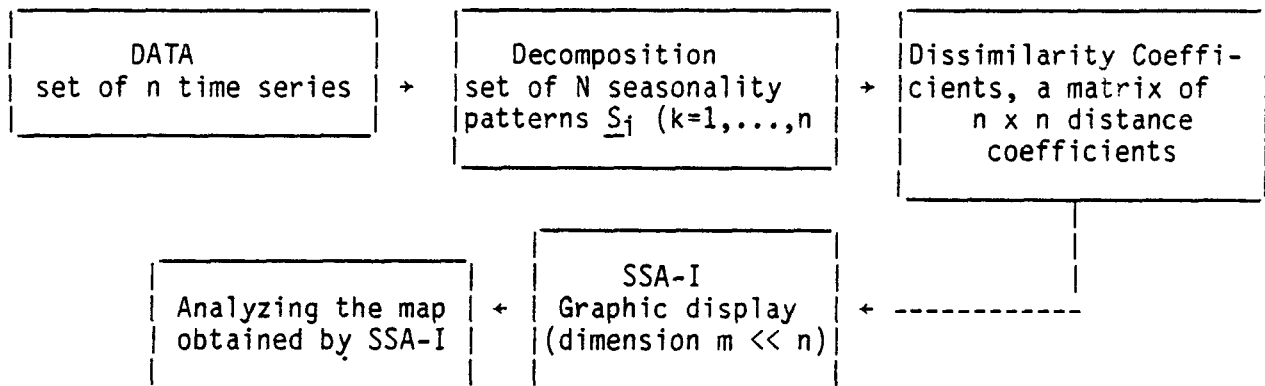 DATA
set of n time series
→
Decomposition
set of N seasonality
patterns S_i (k=1,...,n
→
Dissimilarity Coeffi-
cients, a matrix of
n x n distance
coefficients
Analyzing the map
obtained by SSA-I
←
SSA-I
Graphic display
(dimension m << n)
←